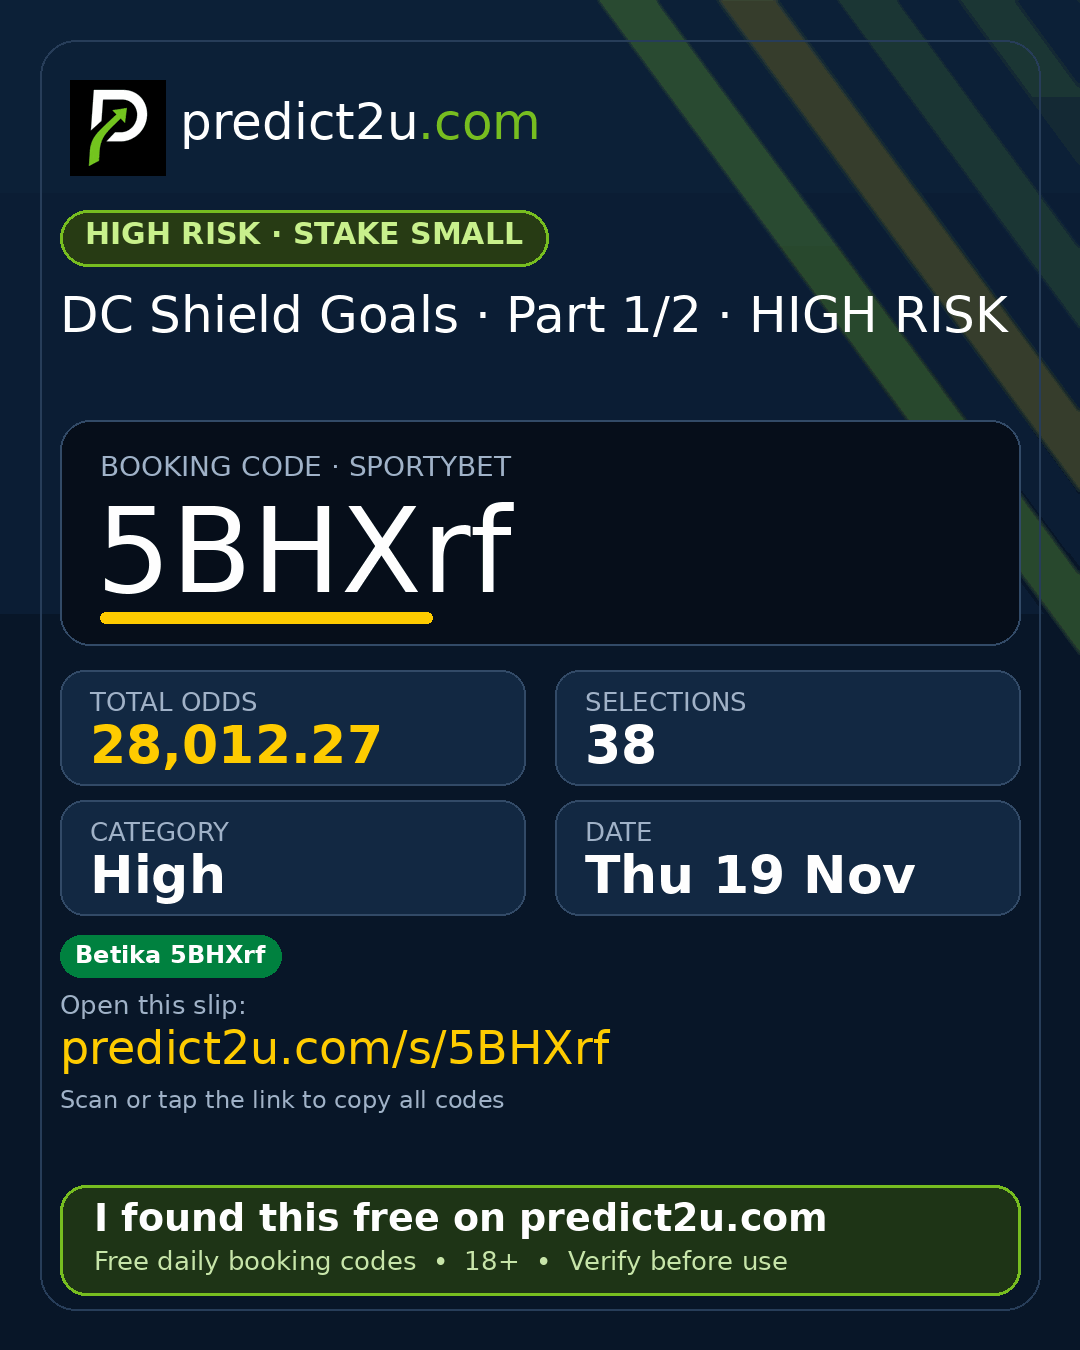 predict2u.com
HIGH RISK · STAKE SMALL
DC Shield Goals · Part 1/2 · HIGH RISK
BOOKING CODE · SPORTYBET
5BHXrf
TOTAL ODDS
28,012.27
SELECTIONS
38
CATEGORY
High
DATE
Thu 19 Nov
Betika 5BHXrf
Open this slip:
predict2u.com/s/5BHXrf
Scan or tap the link to copy all codes
I found this free on predict2u.com
Free daily booking codes • 18+ • Verify before use